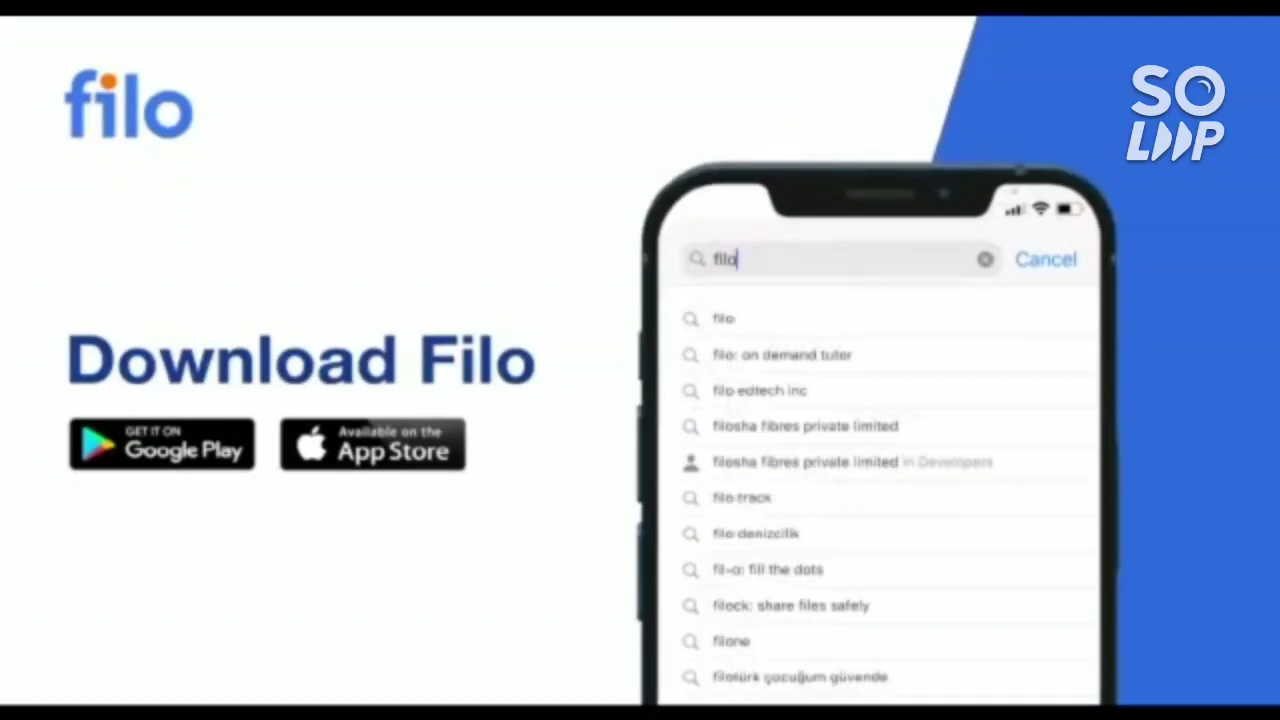 filo
SO
LOOP
filo
Cancel
filo
filo: on demand tutor
filo edtech inc
filosha fibres private limited
filosha fibres private limited in Developers
filo track
filo denizcilik
fil-o: fill the dots
filock: share files safely
filone
filotürk çocuğum güvende
Download Filo
GET IT ON
Google Play
Available on the
App Store